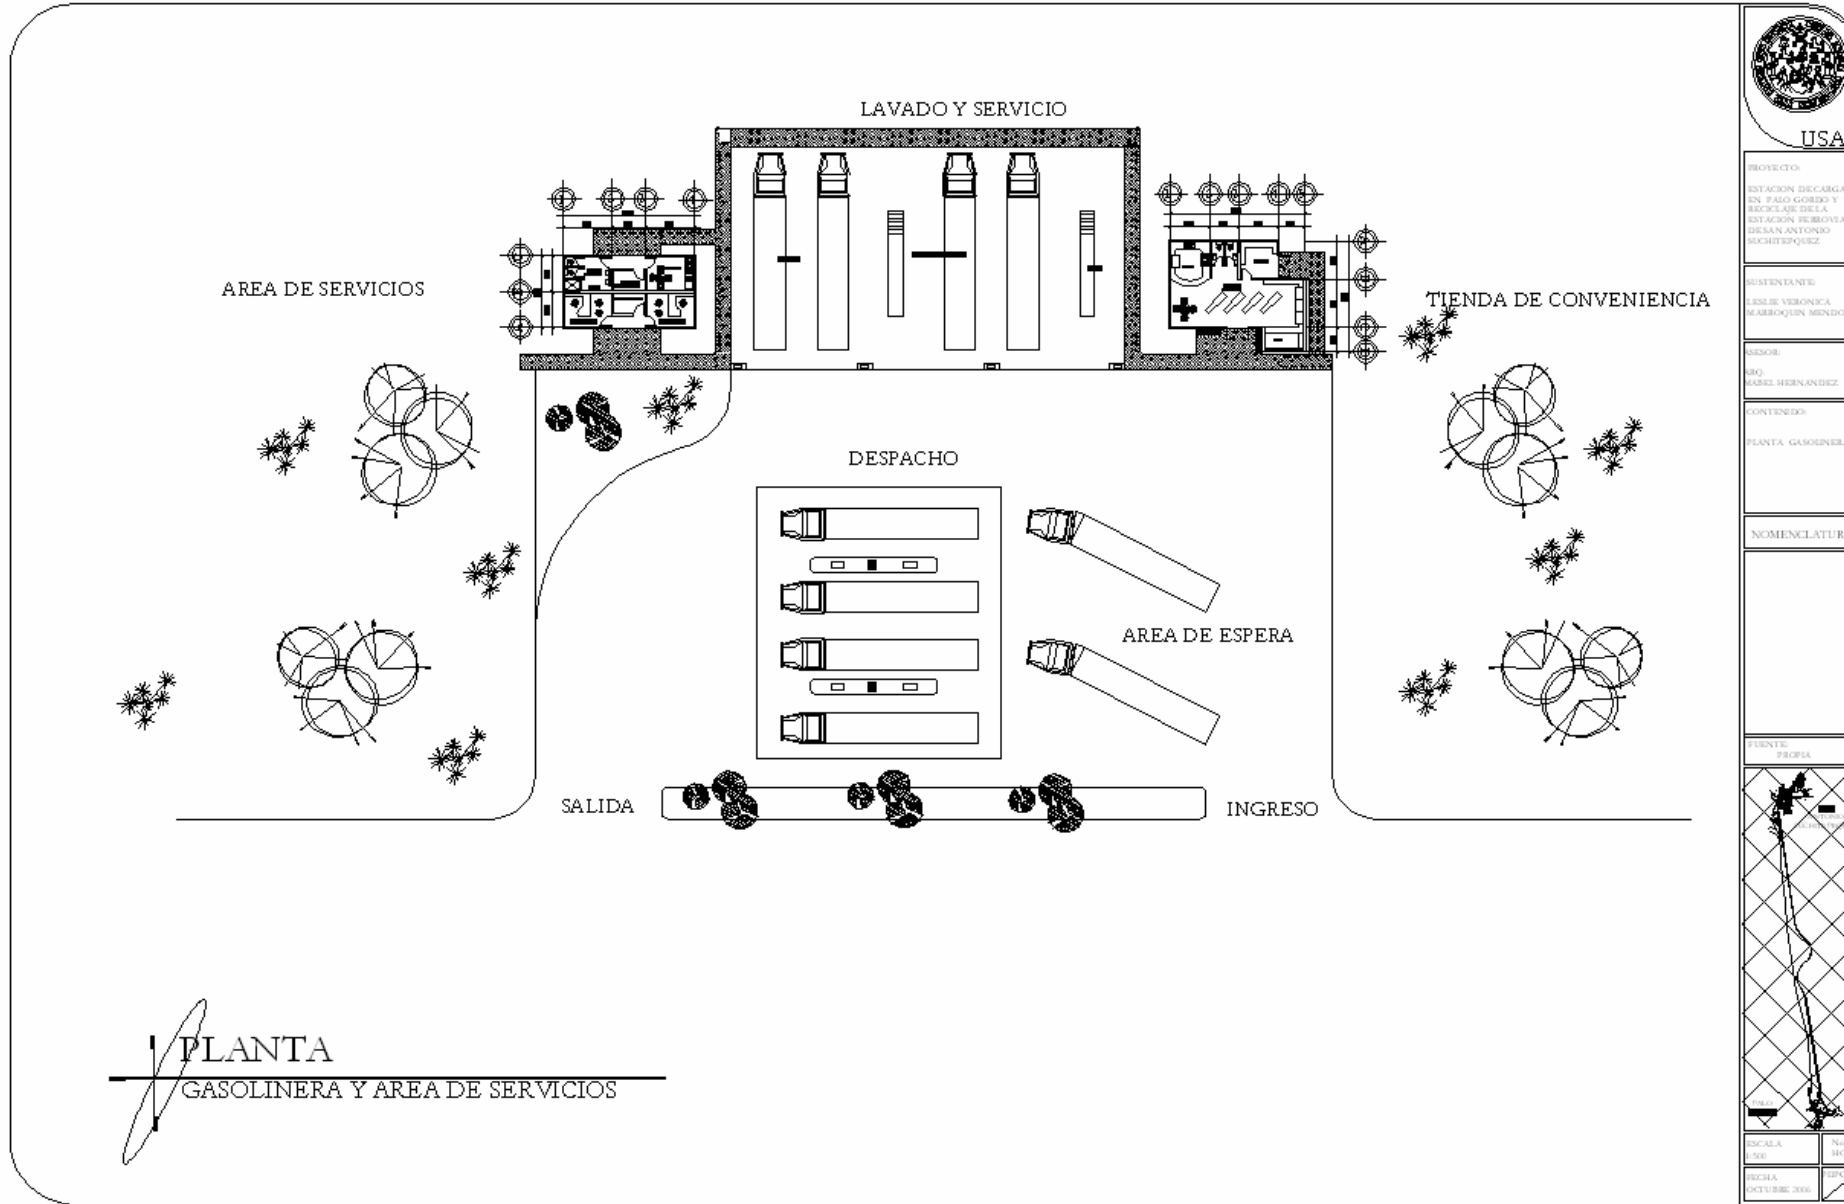 LAVADO Y SERVICIO
AREA DE SERVICIOS
TIENDA DE CONVENIENCIA
DESPACHO
AREA DE ESPERA
SALIDA
INGRESO
PLANTA
GASOLINERA Y AREA DE SERVICIOS
USA
PROYECTO:
ESTACION DE CARGA
EN PALO GORDO Y
RECICLAJE DE LA
ESTACION FERROVIA
DE SAN ANTONIO
SUCHITEPQUEZ
SUSTENTANTE:
LESLIE VERONICA
MARROQUIN MENDO
ASESOR:
ARQ.
MABEL HERNANDEZ
CONTENIDO:
PLANTA GASOLINERA
NOMENCLATUR
FUENTE:
PROPIA
PALO
ESCALA
1:500
FECHA
OCTUBRE 2006